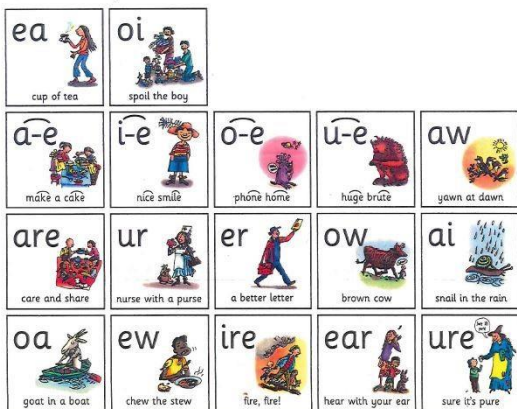 ea
cup of tea
oi
spoil the boy
a-e
make a cake
i-e
nice smile
o-e
phone home
u-e
huge brute
aw
yawn at dawn
are
care and share
ur
nurse with a purse
er
a better letter
ow
brown cow
ai
snail in the rain
oa
goat in a boat
ew
chew the stew
ire
fire, fire!
ear
hear with your ear
ure
sure it's pure